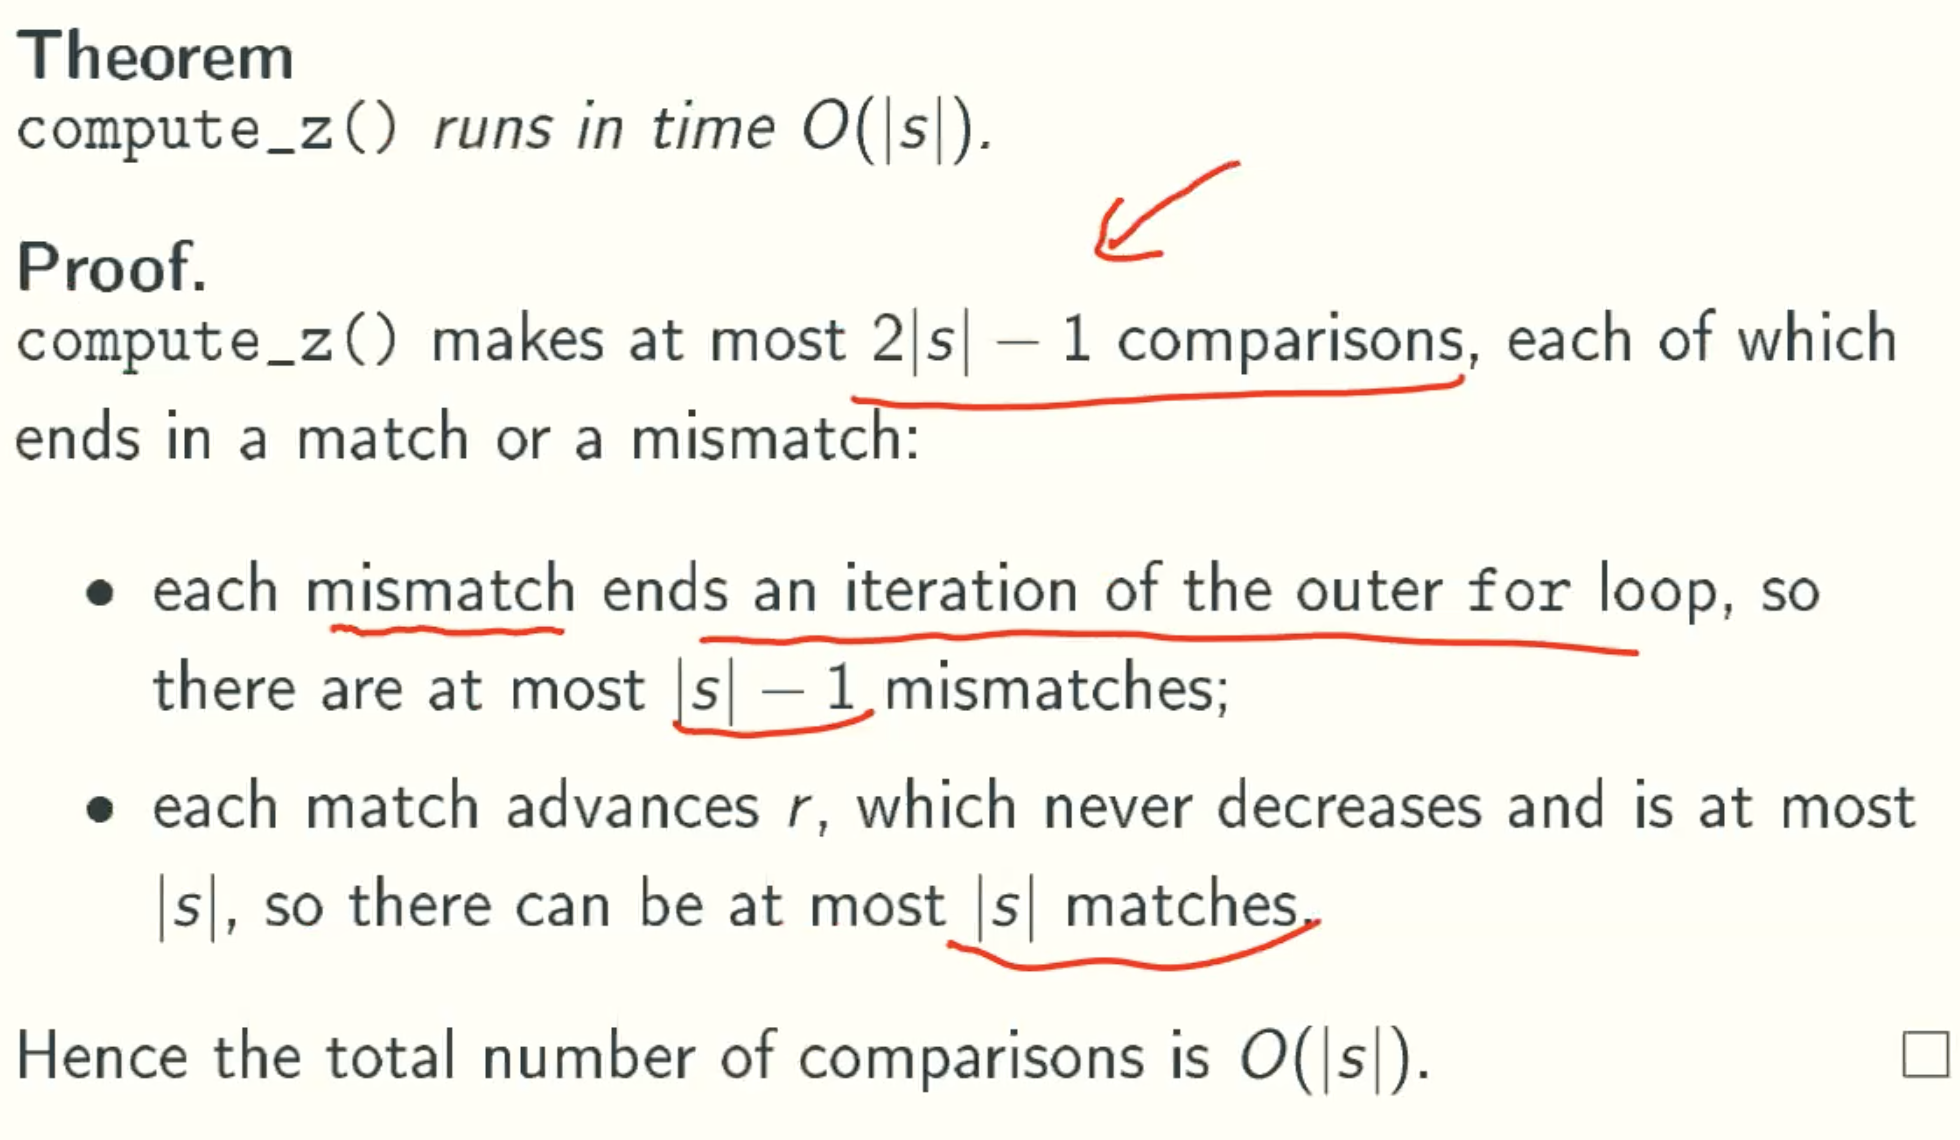 Theorem
compute_z() runs in time O(|s|).
Proof.
compute_z() makes at most 2|s| − 1 comparisons, each of which
ends in a match or a mismatch:
• each mismatch ends an iteration of the outer for loop, so
there are at most |s| − 1 mismatches;
• each match advances r, which never decreases and is at most
|s|, so there can be at most |s| matches.
Hence the total number of comparisons is O(|s|). □